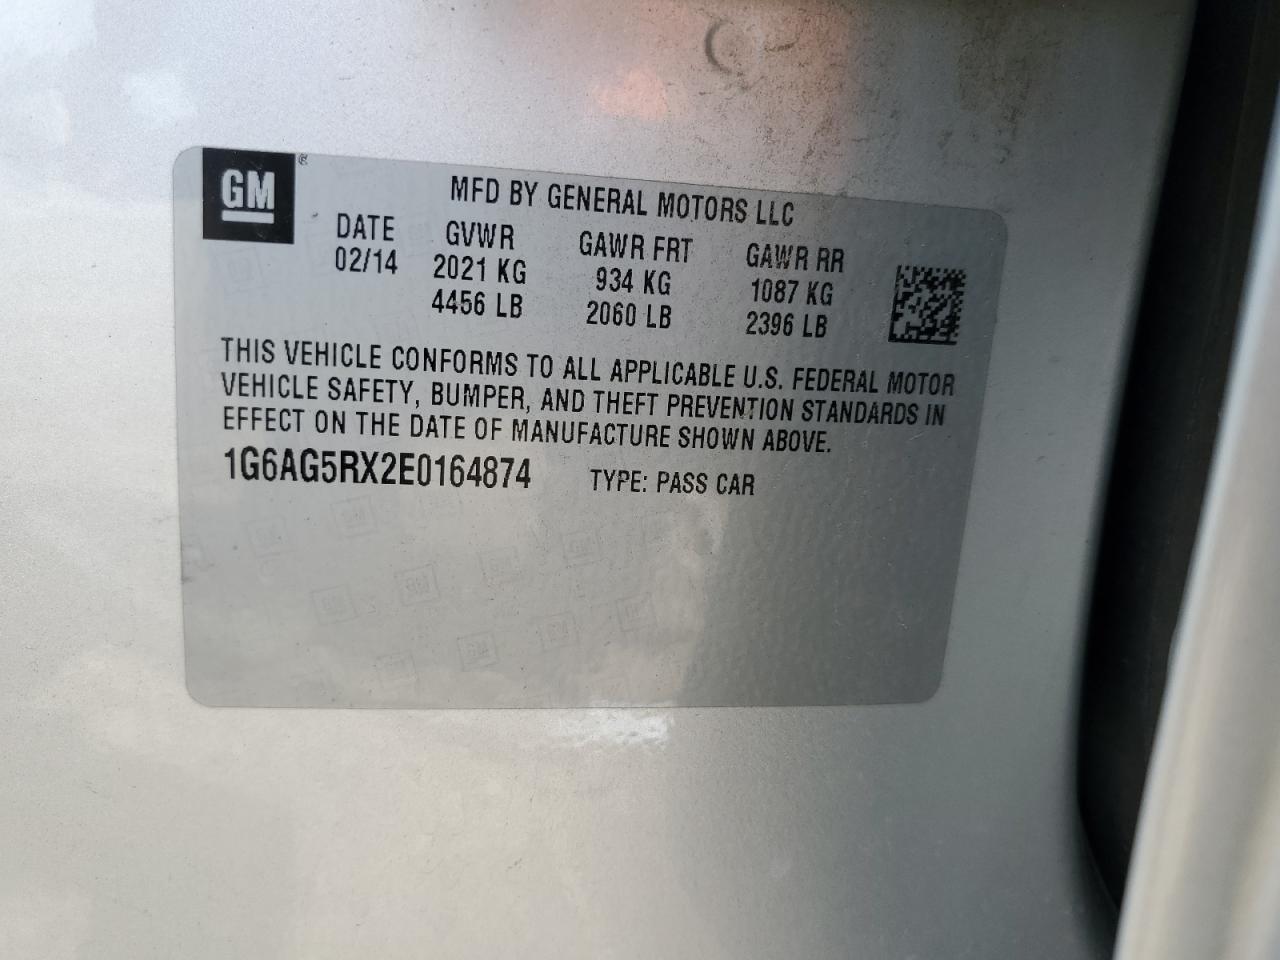 GM®
MFD BY GENERAL MOTORS LLC
DATE GVWR GAWR FRT GAWR RR
02/14 2021 KG 934 KG 1087 KG
4456 LB 2060 LB 2396 LB
THIS VEHICLE CONFORMS TO ALL APPLICABLE U.S. FEDERAL MOTOR
VEHICLE SAFETY, BUMPER, AND THEFT PREVENTION STANDARDS IN
EFFECT ON THE DATE OF MANUFACTURE SHOWN ABOVE.
1G6AG5RX2E0164874 TYPE: PASS CAR